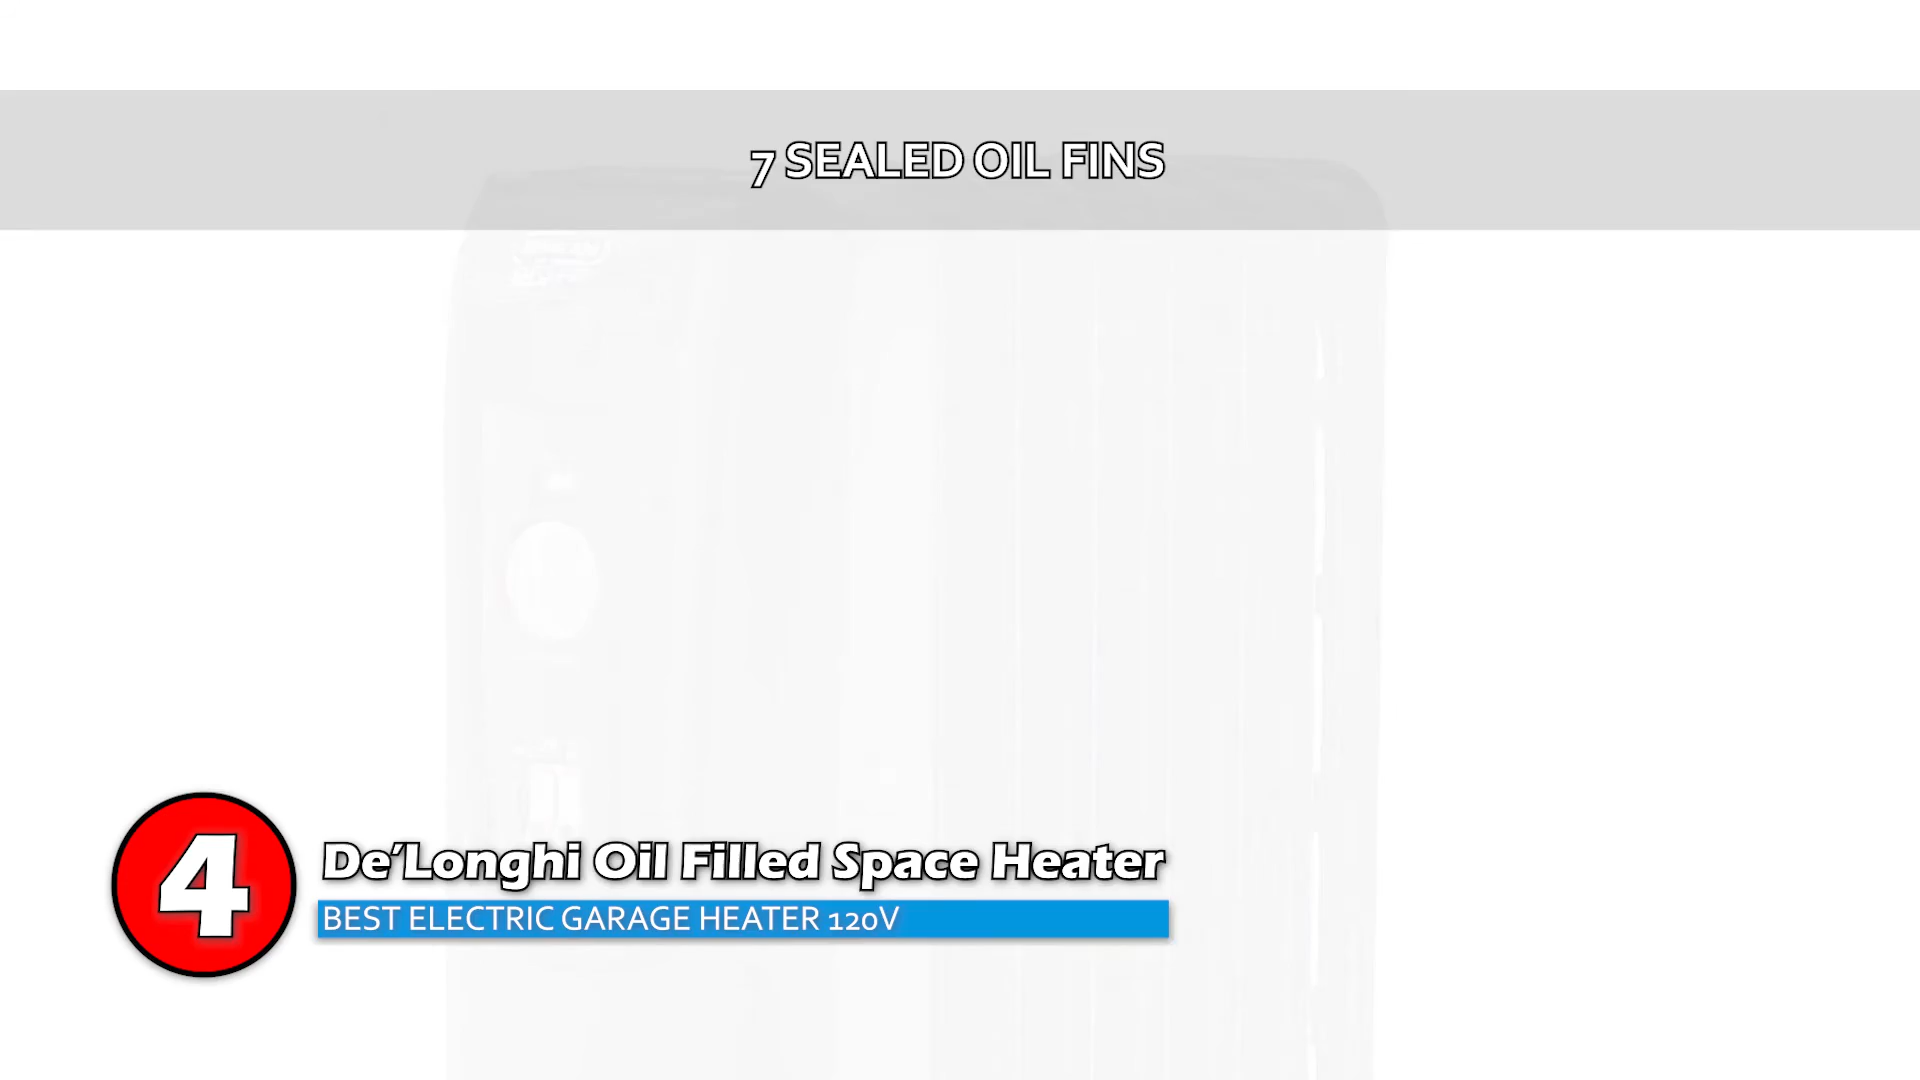 7 SEALED OIL FINS
4
De'Longhi Oil Filled Space Heater
BEST ELECTRIC GARAGE HEATER 120V